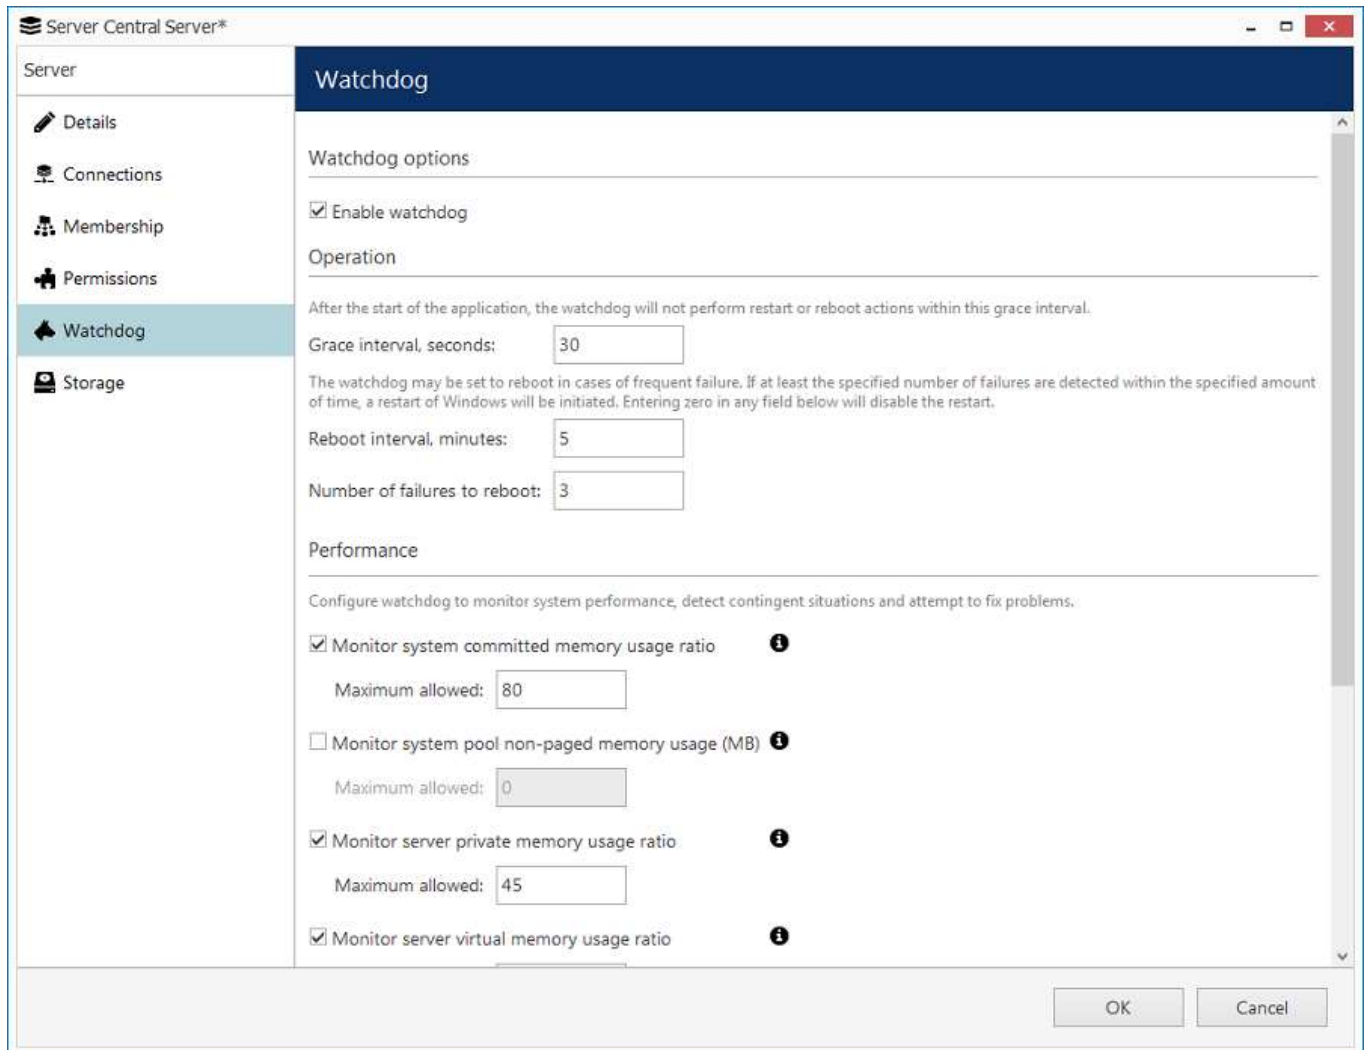 Server Central Server*
Server
Details
Connections
Membership
Permissions
Watchdog
Storage
Watchdog
Watchdog options
Enable watchdog
Operation
After the start of the application, the watchdog will not perform restart or reboot actions within this grace interval.
Grace interval, seconds: 30
The watchdog may be set to reboot in cases of frequent failure. If at least the specified number of failures are detected within the specified amount
of time, a restart of Windows will be initiated. Entering zero in any field below will disable the restart.
Reboot interval, minutes: 5
Number of failures to reboot: 3
Performance
Configure watchdog to monitor system performance, detect contingent situations and attempt to fix problems.
Monitor system committed memory usage ratio
Maximum allowed: 80
Monitor system pool non-paged memory usage (MB)
Maximum allowed: 0
Monitor server private memory usage ratio
Maximum allowed: 45
Monitor server virtual memory usage ratio
OK Cancel